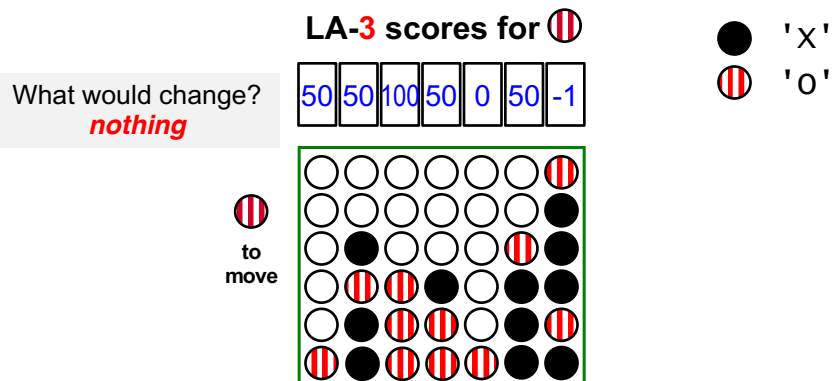 LA-3 scores for
50 50 100 50 0 50 -1
What would change?
nothing
to
move
'X'
'O'